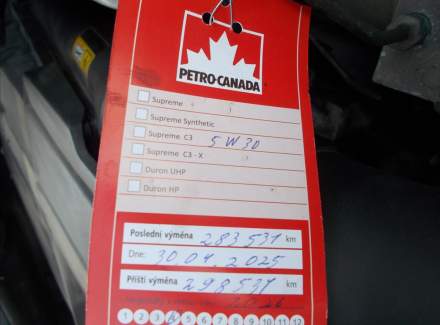 PETRO-CANADA
Supreme
Supreme Synthetic
Supreme C3 5W30
Supreme C3 - X
Duron UHP
Duron HP
Poslední výměna 283 531 km
Dne: 30 04. 2025
Příští výměna 298 531 km
1 2 3 4 5 6 7 8 9 10 11 12